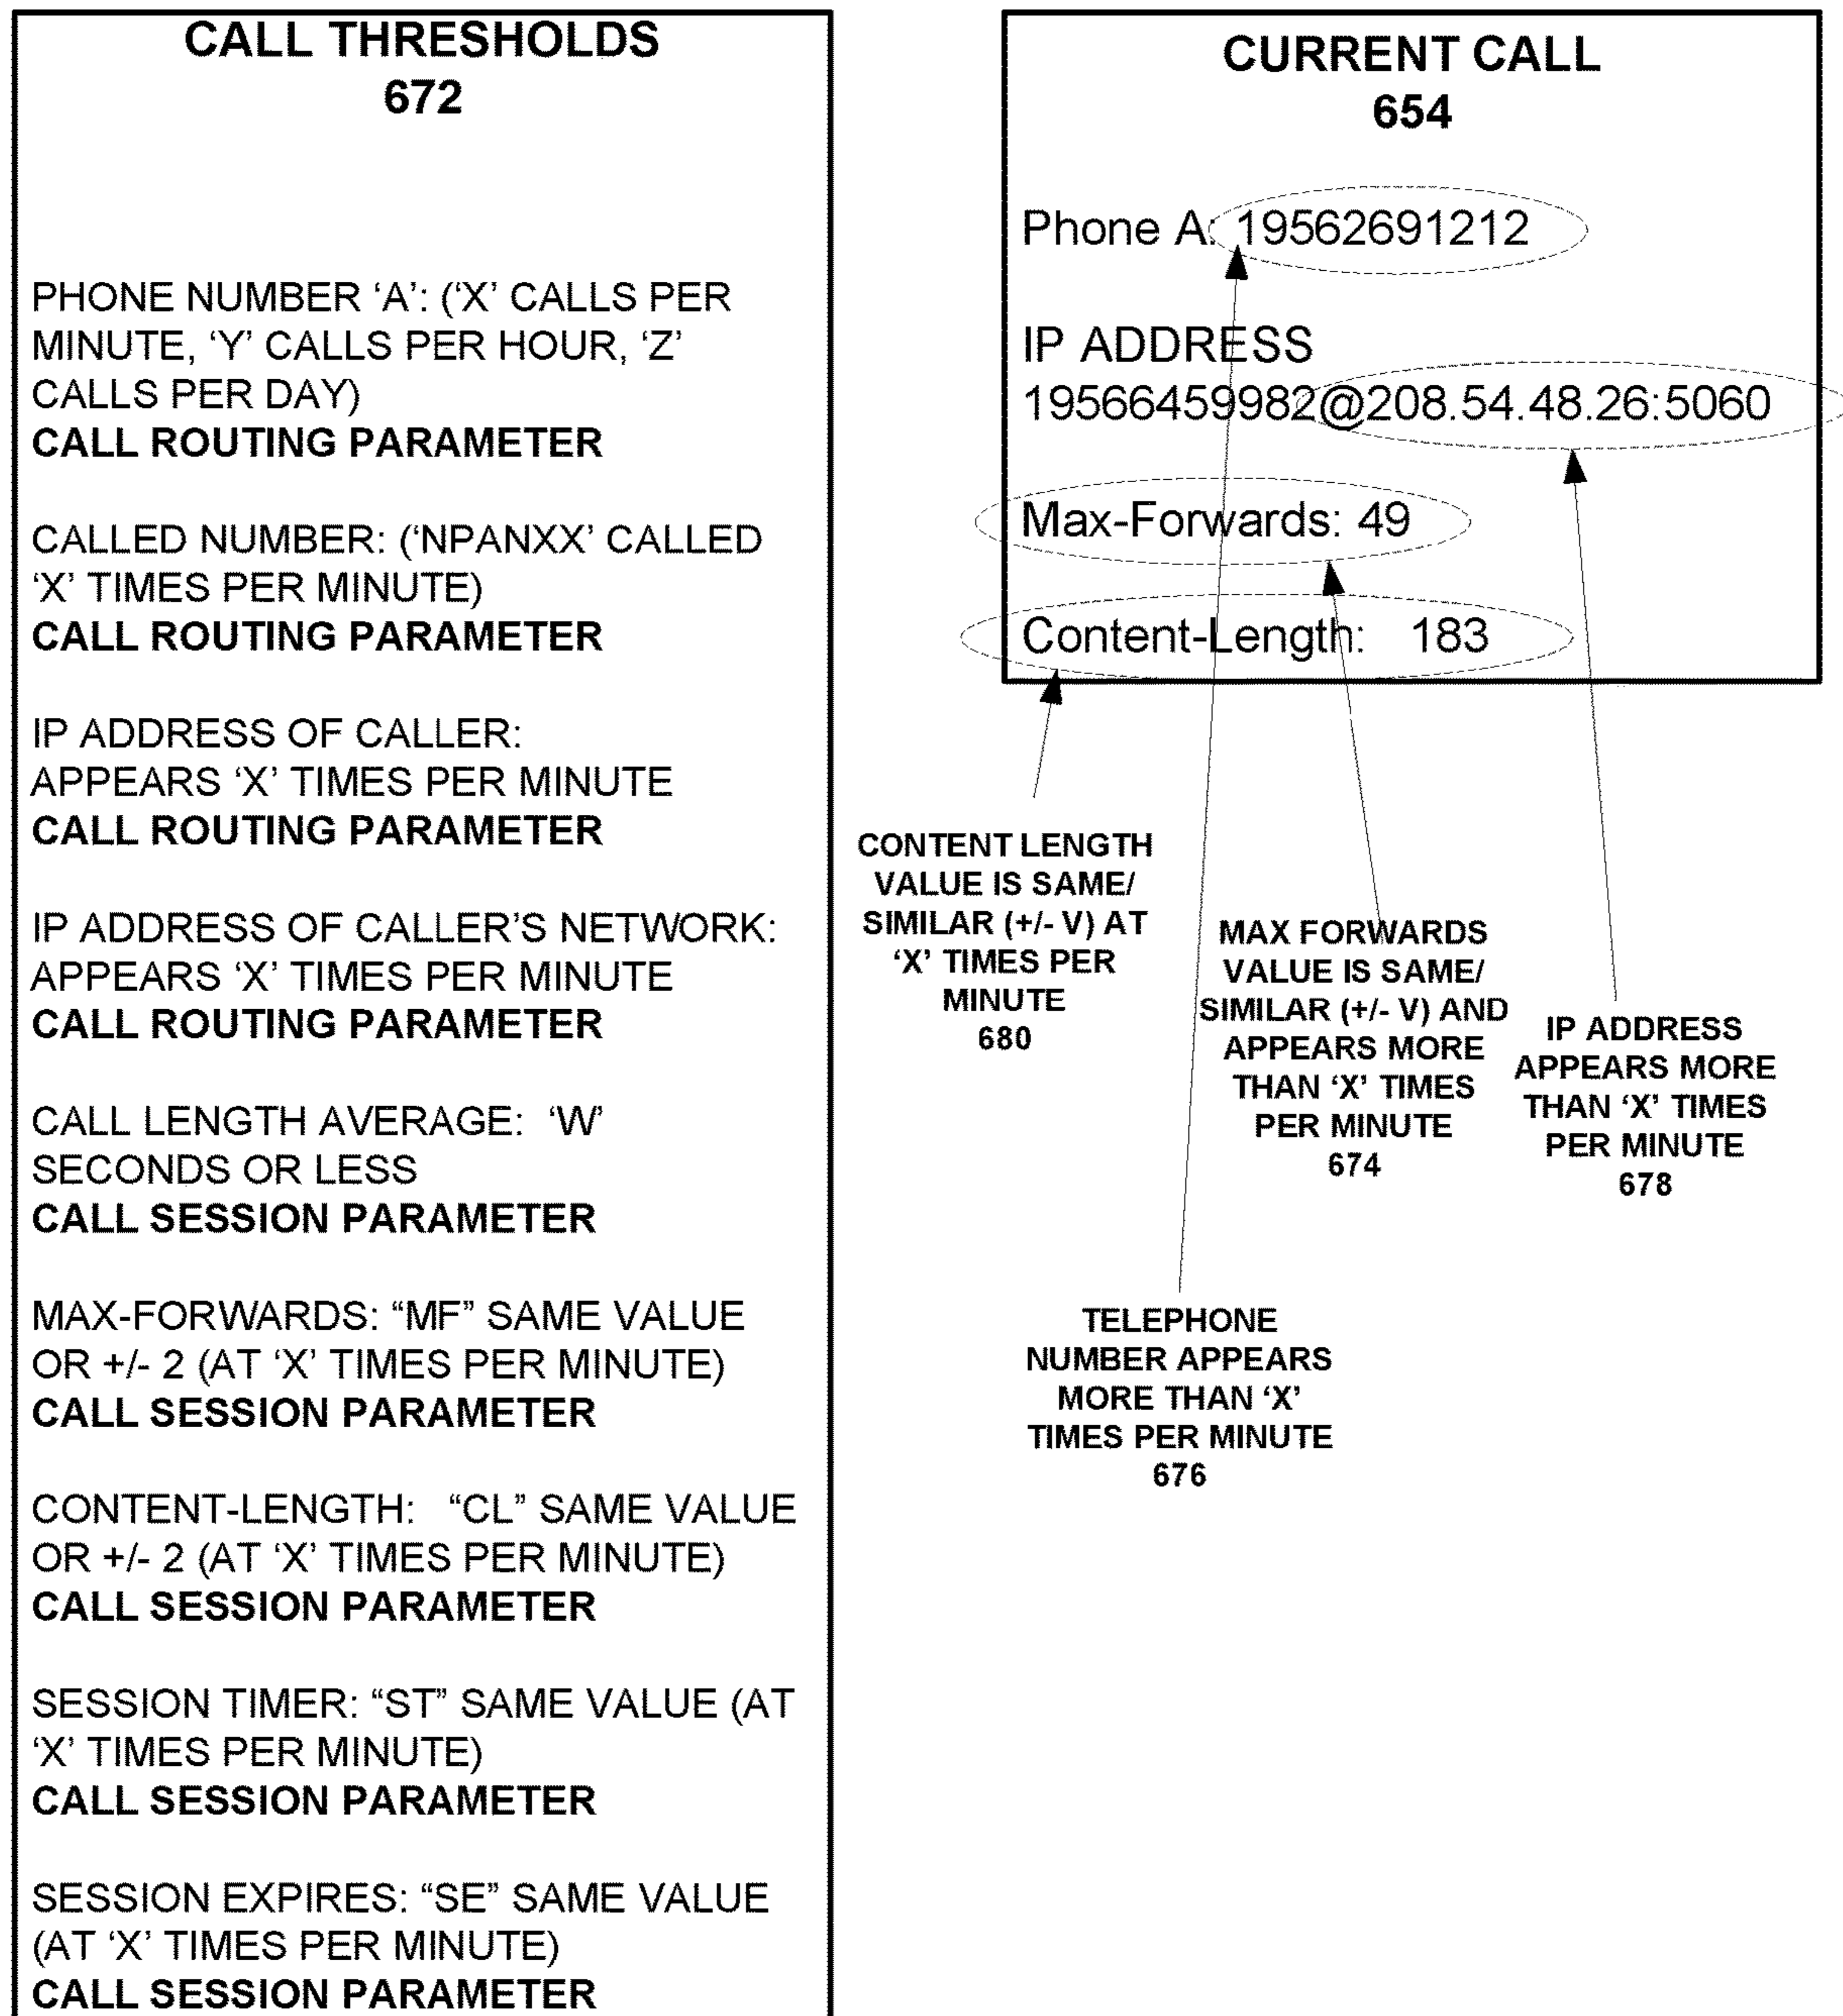 CALL THRESHOLDS
672
PHONE NUMBER ‘A’: (‘X’ CALLS PER
MINUTE, ‘Y’ CALLS PER HOUR, ‘Z’
CALLS PER DAY)
CALL ROUTING PARAMETER
CALLED NUMBER: (‘NPANXX’ CALLED
‘X’ TIMES PER MINUTE)
CALL ROUTING PARAMETER
IP ADDRESS OF CALLER:
APPEARS ‘X’ TIMES PER MINUTE
CALL ROUTING PARAMETER
IP ADDRESS OF CALLER’S NETWORK:
APPEARS ‘X’ TIMES PER MINUTE
CALL ROUTING PARAMETER
CALL LENGTH AVERAGE: ‘W’
SECONDS OR LESS
CALL SESSION PARAMETER
MAX-FORWARDS: “MF” SAME VALUE
OR +/- 2 (AT ‘X’ TIMES PER MINUTE)
CALL SESSION PARAMETER
CONTENT-LENGTH: “CL” SAME VALUE
OR +/- 2 (AT ‘X’ TIMES PER MINUTE)
CALL SESSION PARAMETER
SESSION TIMER: “ST” SAME VALUE (AT
‘X’ TIMES PER MINUTE)
CALL SESSION PARAMETER
SESSION EXPIRES: “SE” SAME VALUE
(AT ‘X’ TIMES PER MINUTE)
CALL SESSION PARAMETER
CURRENT CALL
654
Phone A: 19562691212
IP ADDRESS
19566459982@208.54.48.26:5060
Max-Forwards: 49
Content-Length: 183
CONTENT LENGTH
VALUE IS SAME/
SIMILAR (+/- V) AT
‘X’ TIMES PER
MINUTE
680
MAX FORWARDS
VALUE IS SAME/
SIMILAR (+/- V) AND
APPEARS MORE
THAN ‘X’ TIMES
PER MINUTE
674
IP ADDRESS
APPEARS MORE
THAN ‘X’ TIMES
PER MINUTE
678
TELEPHONE
NUMBER APPEARS
MORE THAN ‘X’
TIMES PER MINUTE
676